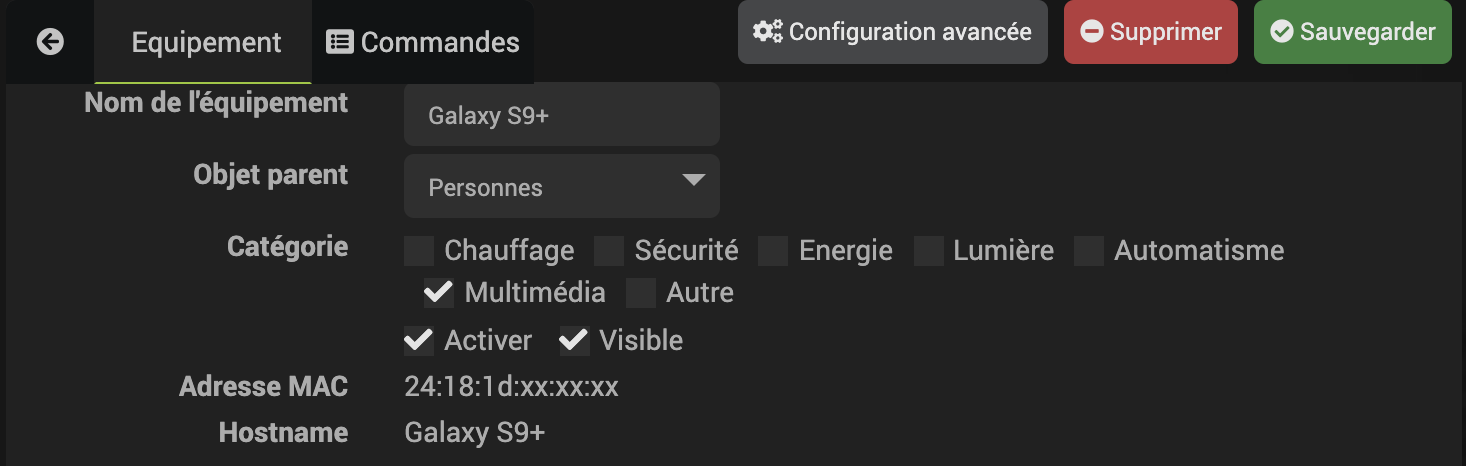 Equipement Commandes Configuration avancée Supprimer Sauvegarder
Nom de l'équipement Galaxy S9+
Objet parent Personnes
Catégorie Chauffage Sécurité Energie Lumière Automatisme
Multimédia Autre
Activer Visible
Adresse MAC 24:18:1d:xx:xx:xx
Hostname Galaxy S9+